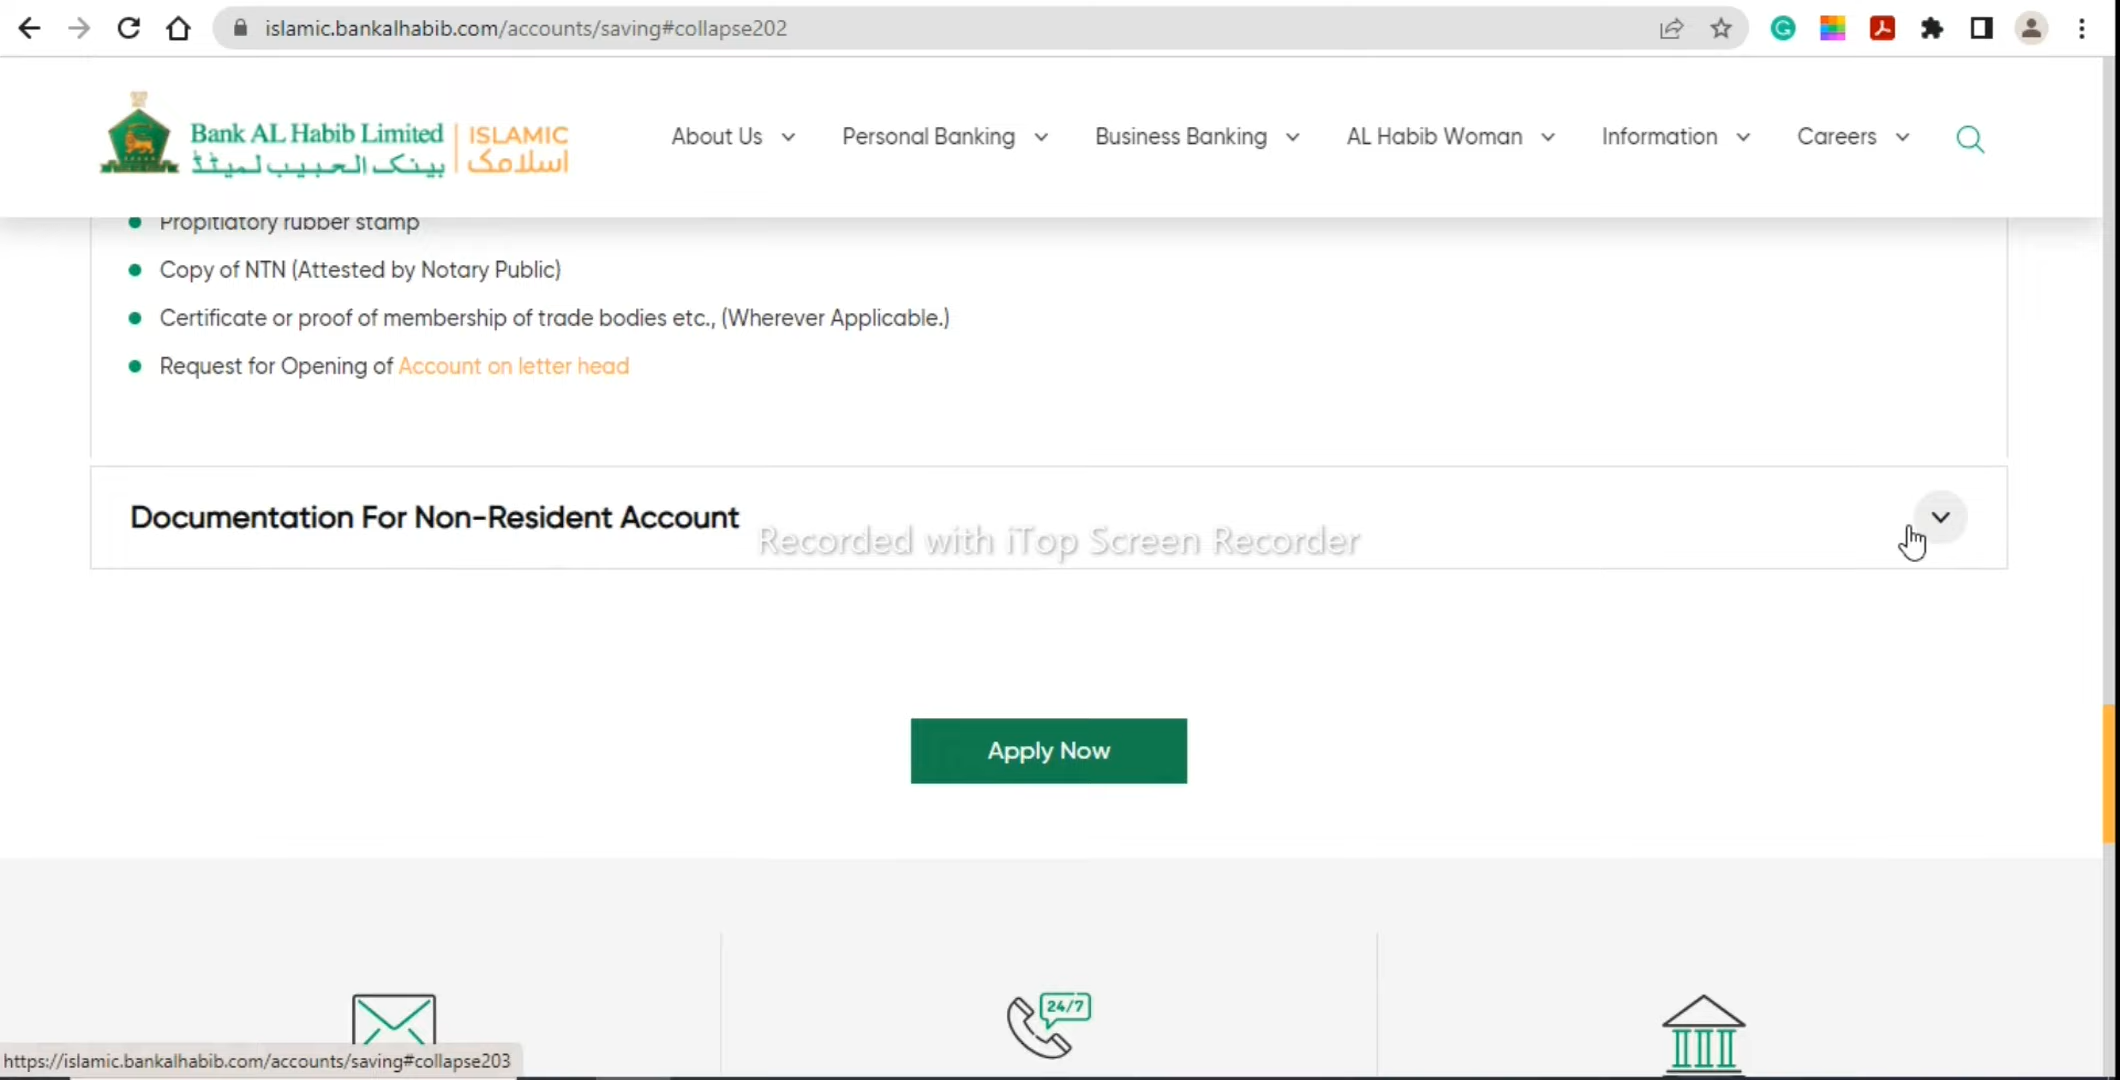 islamic.bankalhabib.com/accounts/saving#collapse202
Bank AL Habib Limited | ISLAMIC
بینک الحبیب لمیٹڈ | اسلامک
About Us
Personal Banking
Business Banking
AL Habib Woman
Information
Careers
Propitiatory rubber stamp
Copy of NTN (Attested by Notary Public)
Certificate or proof of membership of trade bodies etc., (Wherever Applicable.)
Request for Opening of Account on letter head
Documentation For Non-Resident Account
Recorded with iTop Screen Recorder
Apply Now
24/7
https://islamic.bankalhabib.com/accounts/saving#collapse203